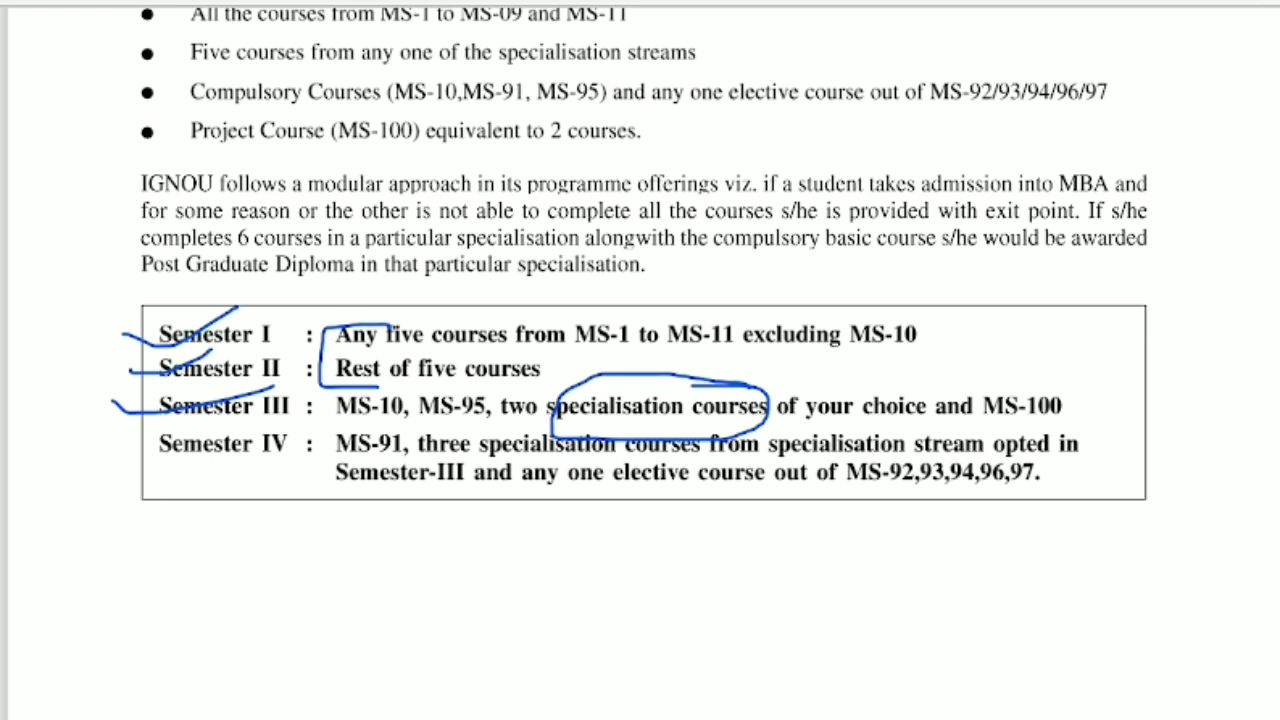 ● All the courses from MS-1 to MS-09 and MS-11
● Five courses from any one of the specialisation streams
● Compulsory Courses (MS-10,MS-91, MS-95) and any one elective course out of MS-92/93/94/96/97
● Project Course (MS-100) equivalent to 2 courses.
IGNOU follows a modular approach in its programme offerings viz. if a student takes admission into MBA and
for some reason or the other is not able to complete all the courses s/he is provided with exit point. If s/he
completes 6 courses in a particular specialisation alongwith the compulsory basic course s/he would be awarded
Post Graduate Diploma in that particular specialisation.
Semester I : Any five courses from MS-1 to MS-11 excluding MS-10
Semester II : Rest of five courses
Semester III : MS-10, MS-95, two specialisation courses of your choice and MS-100
Semester IV : MS-91, three specialisation courses from specialisation stream opted in
Semester-III and any one elective course out of MS-92,93,94,96,97.